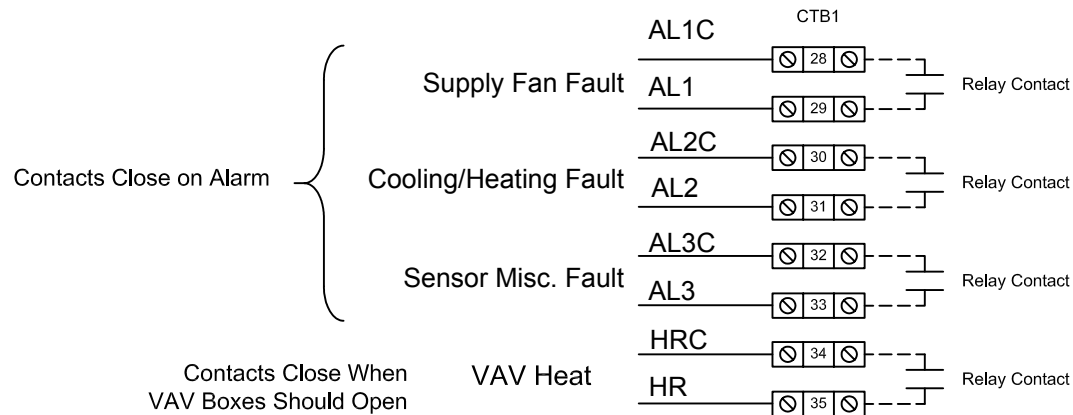 CTB1
AL1C
28
Supply Fan Fault
AL1
29
Relay Contact
AL2C
30
Contacts Close on Alarm
Cooling/Heating Fault
AL2
31
Relay Contact
AL3C
32
Sensor Misc. Fault
AL3
33
Relay Contact
HRC
34
Contacts Close When
VAV Boxes Should Open
VAV Heat
HR
35
Relay Contact